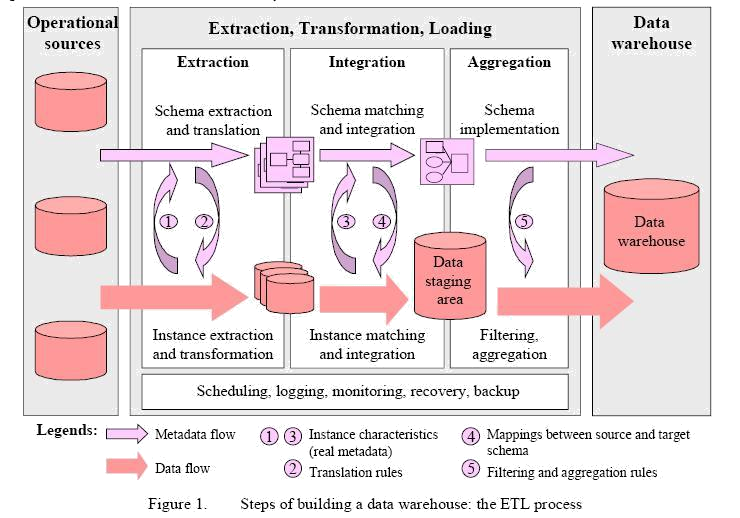 Operational
sources
Extraction, Transformation, Loading
Data
warehouse
Extraction
Integration
Aggregation
Schema extraction
and translation
Schema matching
and integration
Schema
implementation
1
2
3
4
5
Data
warehouse
Data
staging
area
Instance extraction
and transformation
Instance matching
and integration
Filtering,
aggregation
Scheduling, logging, monitoring, recovery, backup
Legends:
Metadata flow
Data flow
1 3 Instance characteristics
(real metadata)
2 Translation rules
4 Mappings between source and target
schema
5 Filtering and aggregation rules
Figure 1. Steps of building a data warehouse: the ETL process